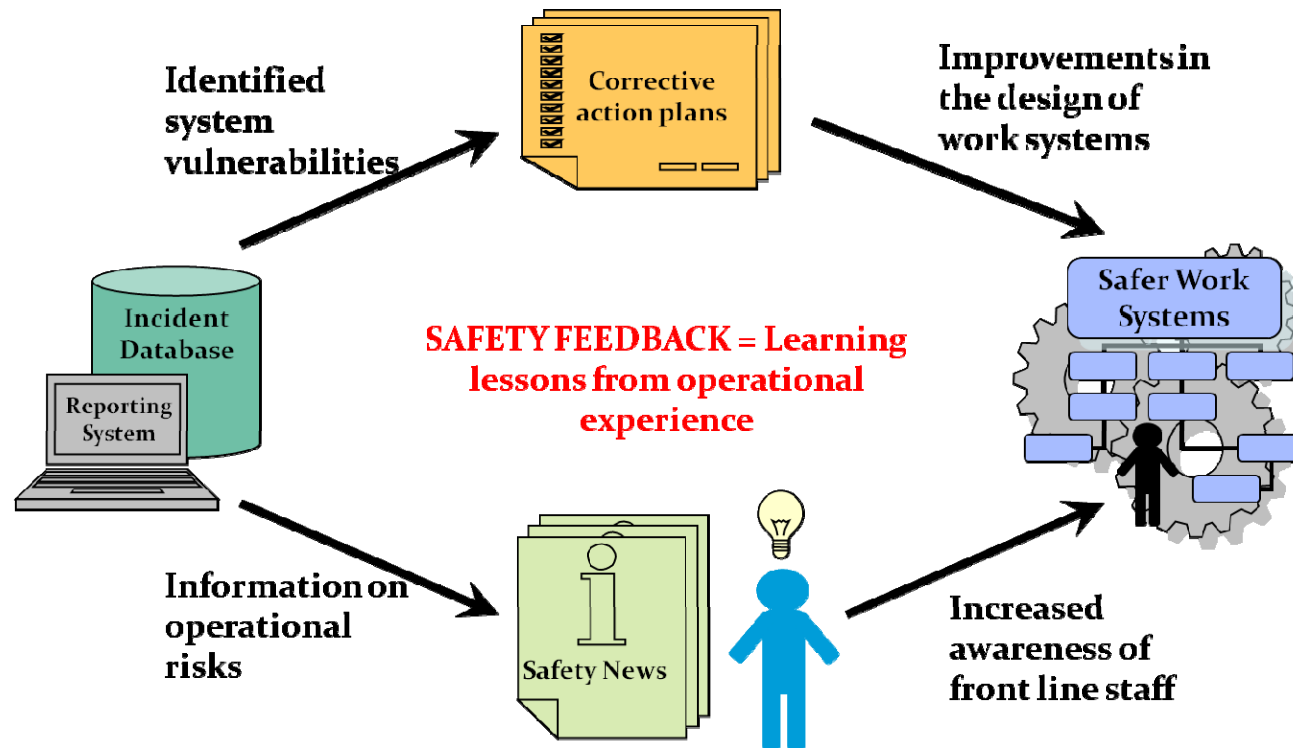 Identified
system
vulnerabilities
Corrective
action plans
Improvements in
the design of
work systems
Incident
Database
Reporting
System
SAFETY FEEDBACK = Learning
lessons from operational
experience
Safer Work
Systems
Information on
operational
risks
i
Safety News
Increased
awareness of
front line staff